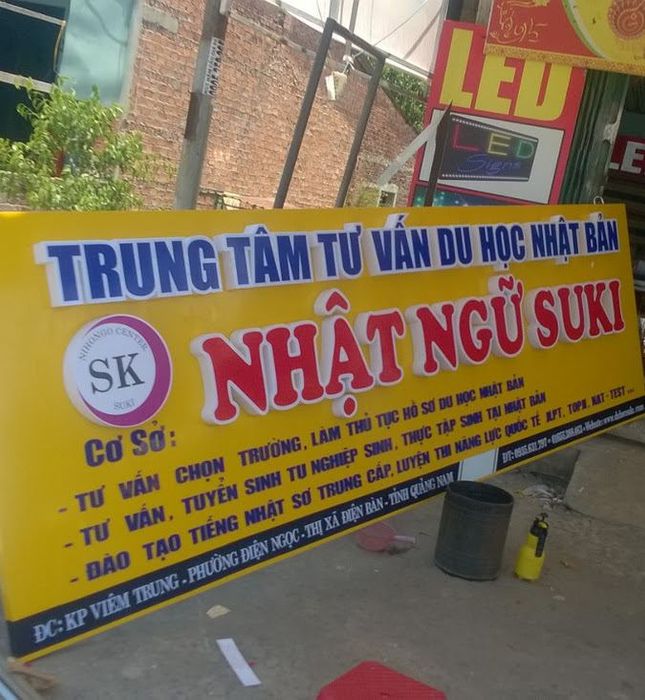 LED
LED
Signs
LE
TRUNG TÂM TƯ VẤN DU HỌC NHẬT BẢN
NHẬT NGỮ SUKI
NIHONGO CENTER
SK
SUKI
CƠ SỞ:
- TƯ VẤN CHỌN TRƯỜNG, LÀM THỦ TỤC HỒ SƠ DU HỌC NHẬT BẢN
- TƯ VẤN, TUYỂN SINH TU NGHIỆP SINH, THỰC TẬP SINH TẠI NHẬT BẢN
- ĐÀO TẠO TIẾNG NHẬT SƠ TRUNG CẤP, LUYỆN THI NĂNG LỰC QUỐC TẾ JLPT, TOPN, NAT-TEST ...
ĐC: KP VIÊM TRUNG - PHƯỜNG ĐIỆN NGỌC - THỊ XÃ ĐIỆN BÀN - TỈNH QUẢNG NAM
Website: